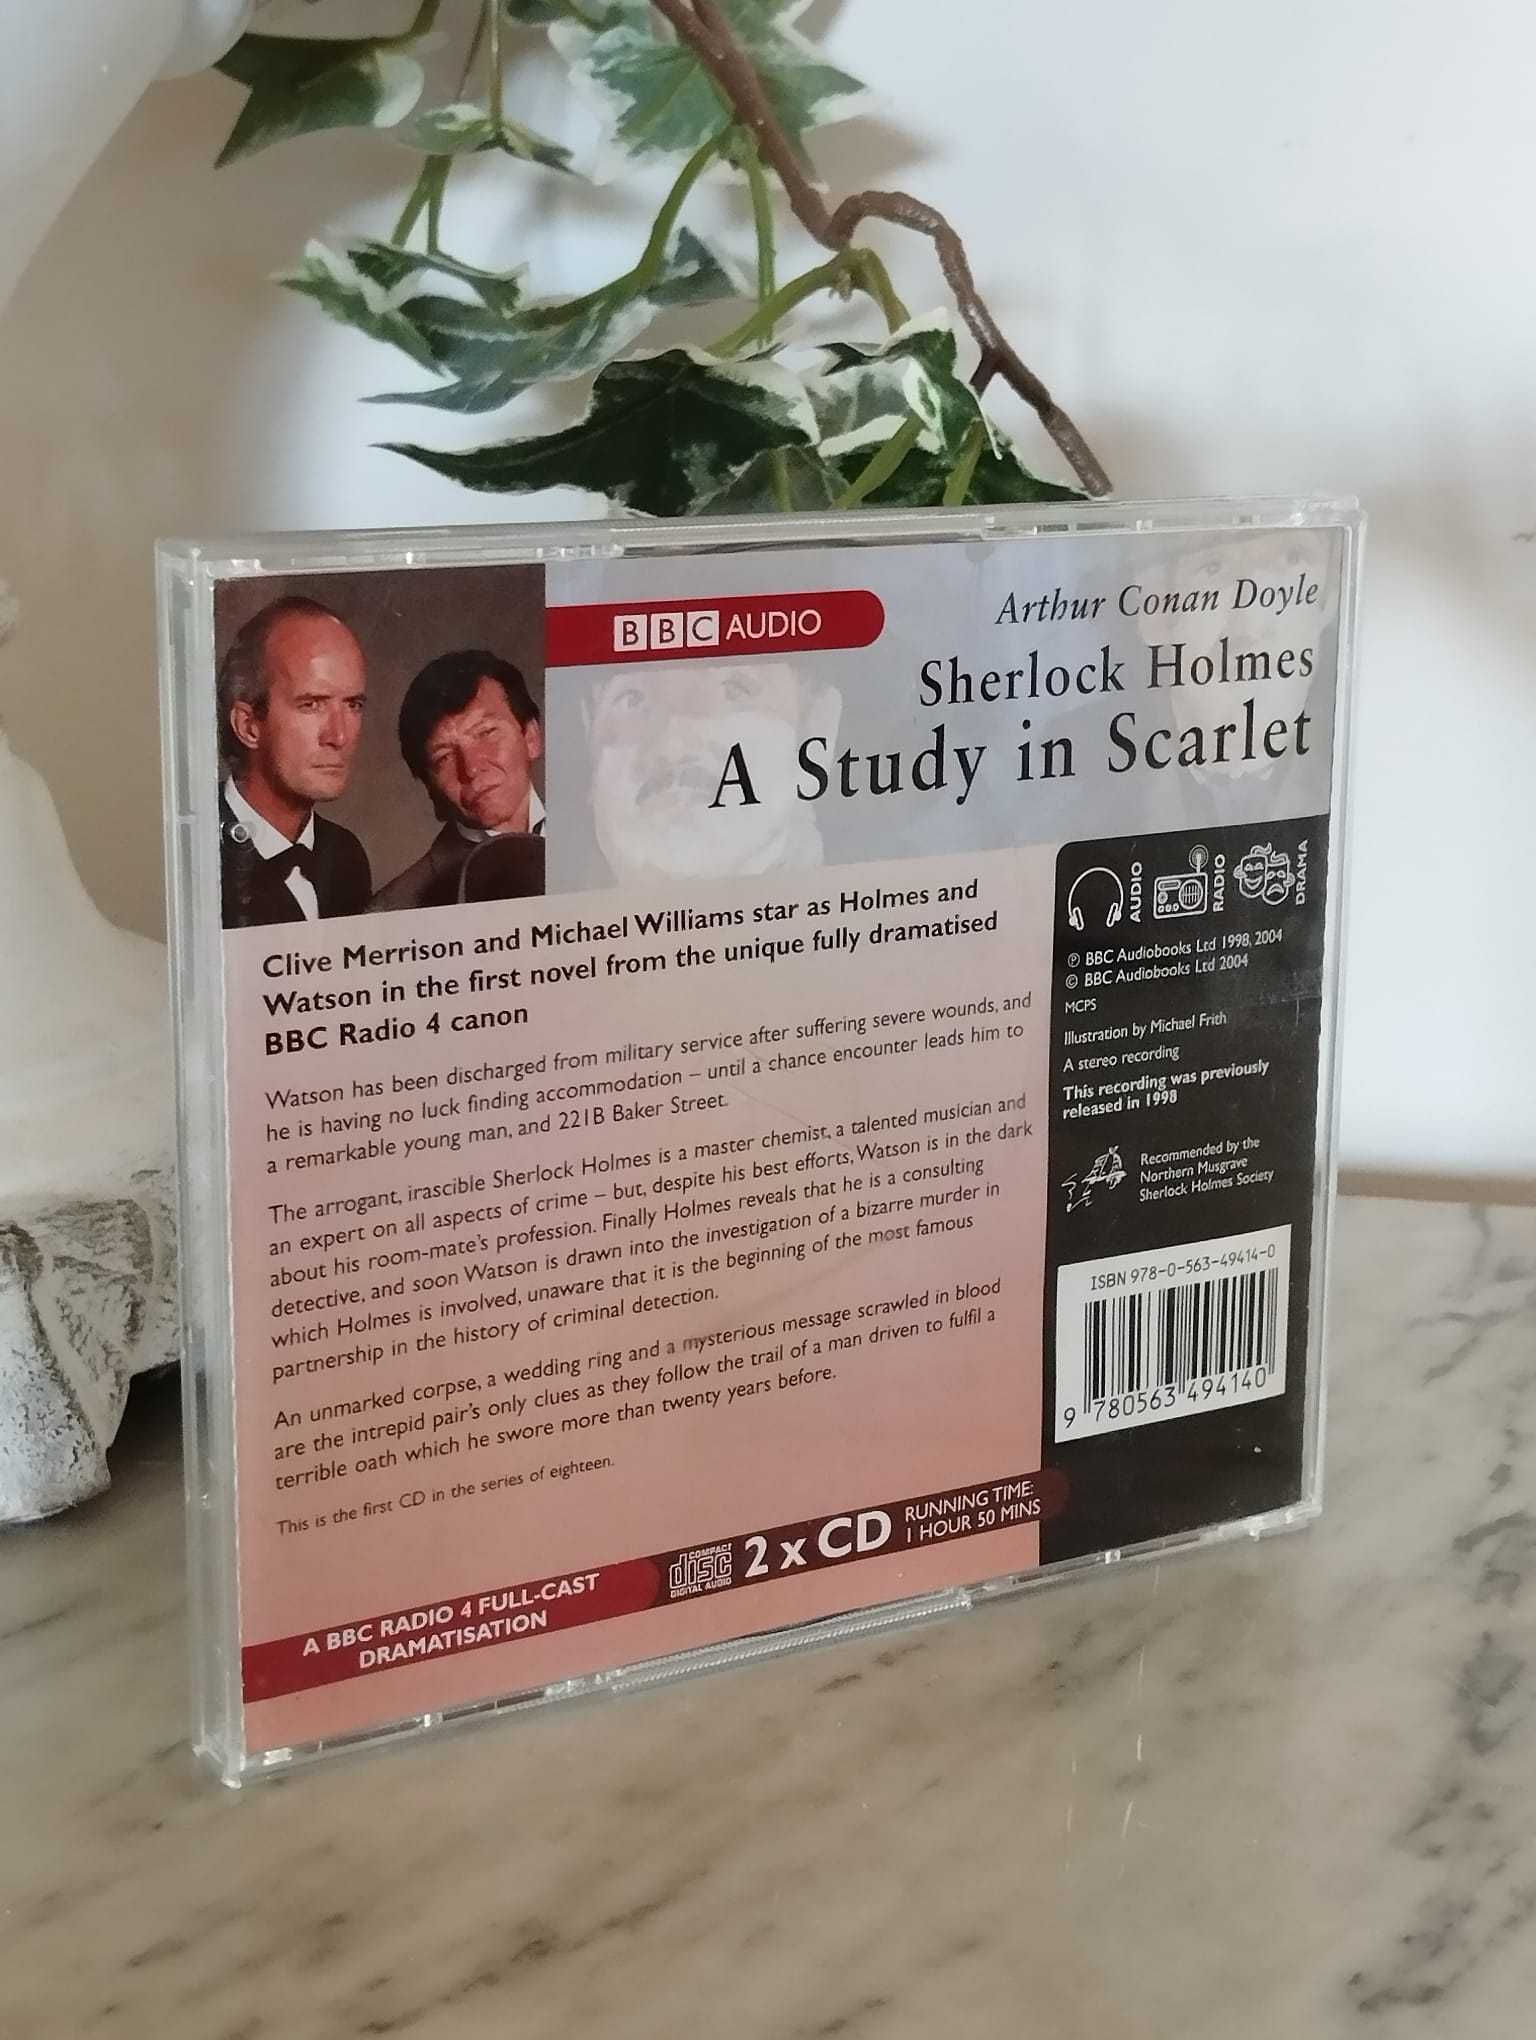 BBC AUDIO
Arthur Conan Doyle
Sherlock Holmes
A Study in Scarlet
Clive Merrison and Michael Williams star as Holmes and
Watson in the first novel from the unique fully dramatised
BBC Radio 4 canon
Watson has been discharged from military service after suffering severe wounds, and
he is having no luck finding accommodation – until a chance encounter leads him to
a remarkable young man, and 221B Baker Street.
The arrogant, irascible Sherlock Holmes is a master chemist, a talented musician and
an expert on all aspects of crime – but, despite his best efforts, Watson is in the dark
about his room-mate's profession. Finally Holmes reveals that he is a consulting
detective, and soon Watson is drawn into the investigation of a bizarre murder in
which Holmes is involved, unaware that it is the beginning of the most famous
partnership in the history of criminal detection.
An unmarked corpse, a wedding ring and a mysterious message scrawled in blood
are the intrepid pair's only clues as they follow the trail of a man driven to fulfil a
terrible oath which he swore more than twenty years before.
This is the first CD in the series of eighteen.
A BBC RADIO 4 FULL-CAST
DRAMATISATION
COMPACT
disc
DIGITAL AUDIO
2 x CD
RUNNING TIME:
1 HOUR 50 MINS
AUDIO
RADIO
DRAMA
℗ BBC Audiobooks Ltd 1998, 2004
© BBC Audiobooks Ltd 2004
MCPS
Illustration by Michael Frith
A stereo recording
This recording was previously
released in 1998
Recommended by the
Northern Musgrave
Sherlock Holmes Society
ISBN 978-0-563-49414-0
9 780563 494140